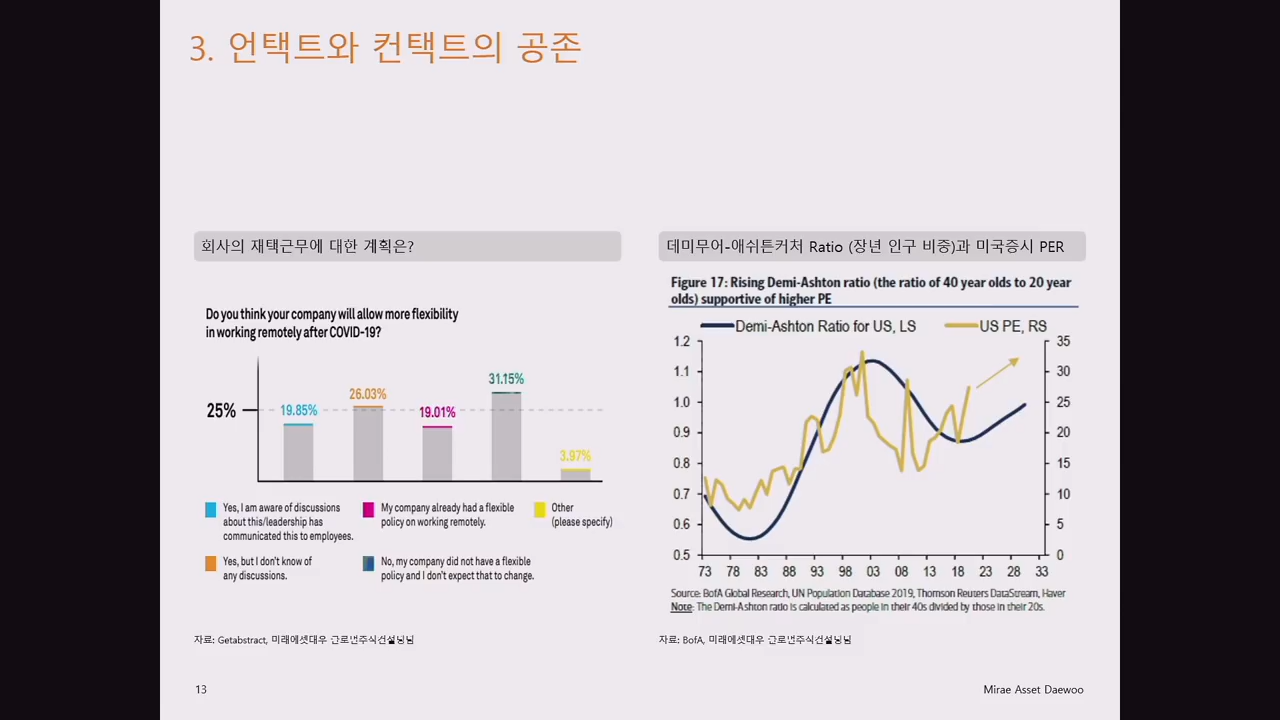 3. 언택트와 컨택트의 공존
회사의 재택근무에 대한 계획은?
Do you think your company will allow more flexibility
in working remotely after COVID-19?
25%
19.85%
26.03%
19.01%
31.15%
3.97%
Yes, I am aware of discussions
about this/leadership has
communicated this to employees.
My company already had a flexible
policy on working remotely.
Other
(please specify)
Yes, but I don't know of
any discussions.
No, my company did not have a flexible
policy and I don't expect that to change.
자료: Getabstract, 미래에셋대우
데미무어-애쉬튼커처 Ratio (장년 인구 비중)과 미국증시 PER
Figure 17: Rising Demi-Ashton ratio (the ratio of 40 year olds to 20 year
olds) supportive of higher PE
Demi-Ashton Ratio for US, LS
US PE, RS
1.2
1.1
1.0
0.9
0.8
0.7
0.6
0.5
35
30
25
20
15
10
5
0
73 78 83 88 93 98 03 08 13 18 23 28 33
Source: BofA Global Research, UN Population Database 2019, Thomson Reuters DataStream, Haver
Note: The Demi-Ashton ratio is calculated as people in their 40s divided by those in their 20s.
자료: BofA, 미래에셋대우
13
Mirae Asset Daewoo